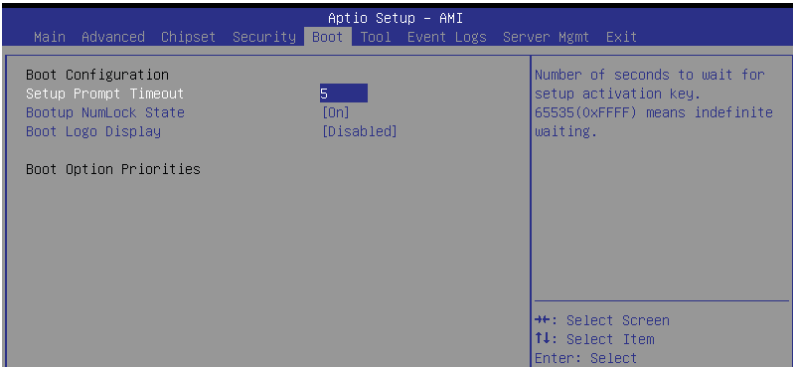 Aptio Setup – AMI
Main Advanced Chipset Security Boot Tool Event Logs Server Mgmt Exit
Boot Configuration
Setup Prompt Timeout 5
Bootup NumLock State [On]
Boot Logo Display [Disabled]
Boot Option Priorities
Number of seconds to wait for
setup activation key.
65535(0xFFFF) means indefinite
waiting.
→←: Select Screen
↑↓: Select Item
Enter: Select